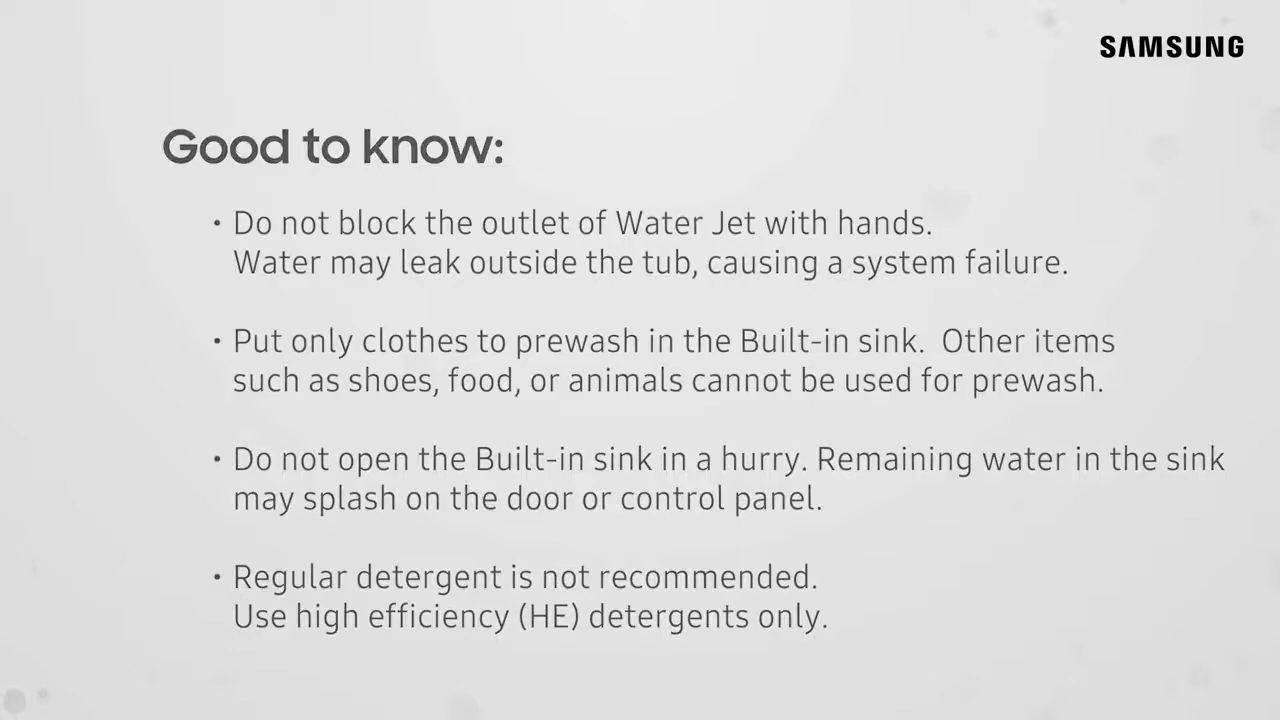 SAMSUNG
Good to know:
• Do not block the outlet of Water Jet with hands.
Water may leak outside the tub, causing a system failure.
• Put only clothes to prewash in the Built-in sink.  Other items
such as shoes, food, or animals cannot be used for prewash.
• Do not open the Built-in sink in a hurry. Remaining water in the sink
may splash on the door or control panel.
• Regular detergent is not recommended.
Use high efficiency (HE) detergents only.